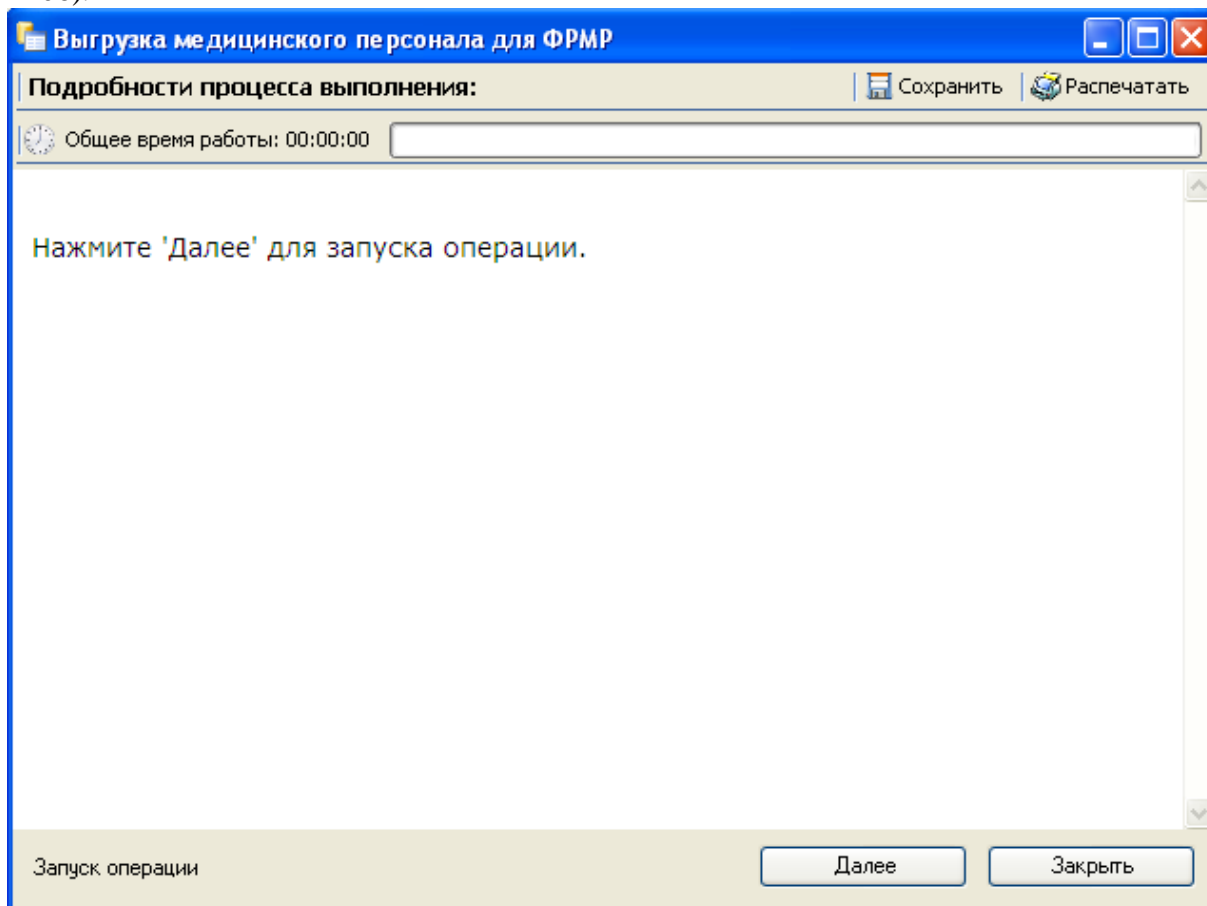 Выгрузка медицинского персонала для ФРМР
Подробности процесса выполнения:
Сохранить
Распечатать
Общее время работы: 00:00:00
Нажмите 'Далее' для запуска операции.
Запуск операции
Далее
Закрыть